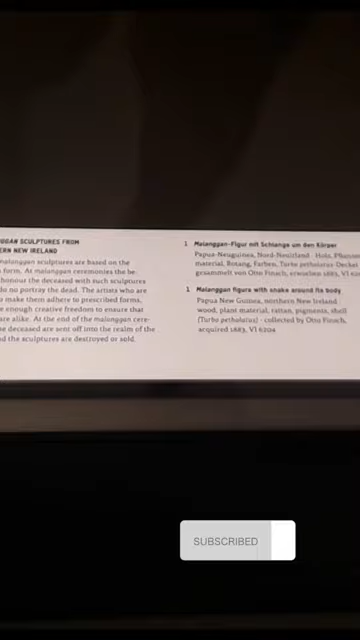 GGAN SCULPTURES FROM
ERN NEW IRELAND
malanggan sculptures are based on the
form. At malanggan ceremonies the be
honour the deceased with such sculptures
do no portray the dead. The artists who are
make them adhere to prescribed forms,
e enough creative freedom to ensure that
are alike. At the end of the malanggan cere-
e deceased are sent off into the realm of the
d the sculptures are destroyed or sold.
1 Malanggan-Figur mit Schlange um den Körper
Papua-Neuguinea, Nord-Neuirland · Holz, Pflanzen
material, Rotang, Farben, Turbo petholatus-Deckel
gesammelt von Otto Finsch, erworben 1883, VI
1 Malanggan figure with snake around its body
Papua New Guinea, northern New Ireland
wood, plant material, rattan, pigments, shell
(Turbo petholatus) · collected by Otto Finsch,
acquired 1883, VI 6204
SUBSCRIBED